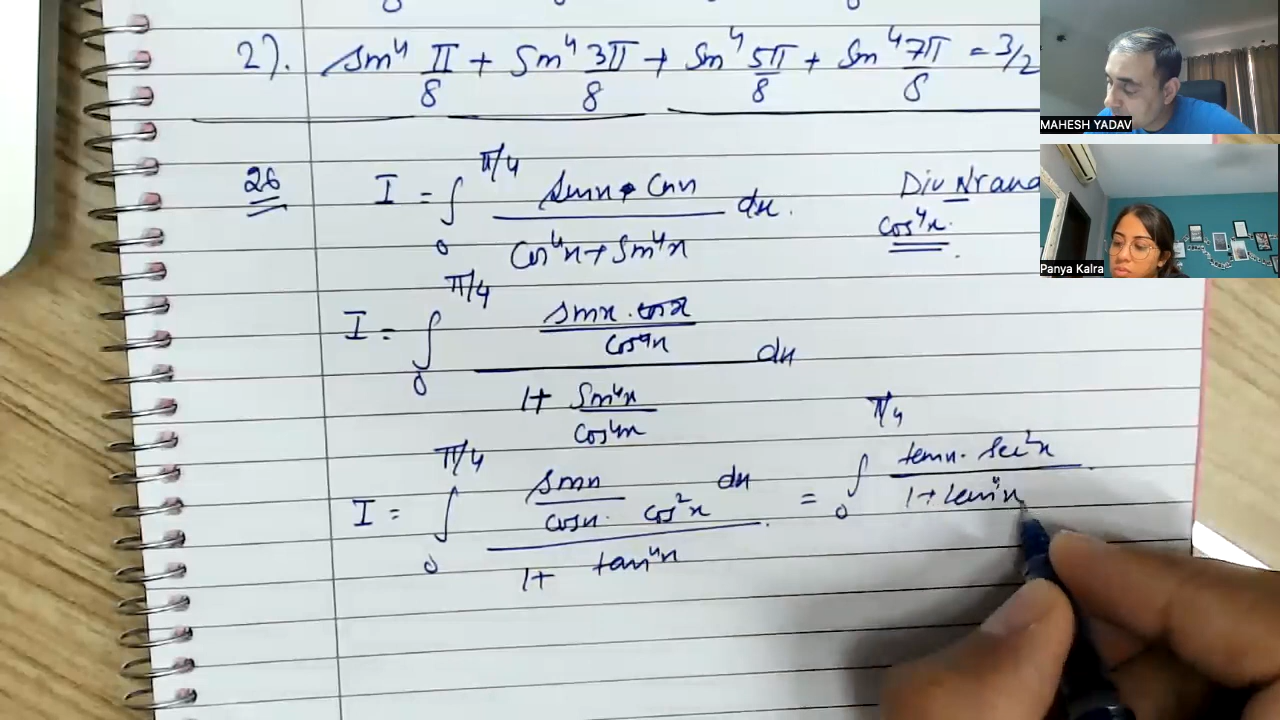 2). sin⁴ π/8 + sin⁴ 3π/8 + sin⁴ 5π/8 + sin⁴ 7π/8 = 3/2
MAHESH YADAV
26 I = ∫₀^(π/4) (sinx · cosx)/(cos⁴x + sin⁴x) dx. Div Nr and
cos⁴x.
Panya Kalra
I = ∫₀^(π/4) ((sinx · cosx)/(cos⁴x))/(1 + sin⁴x/cos⁴x) dx
I = ∫₀^(π/4) (sinx/(cosx · cos²x))/(1 + tan⁴x) dx = ∫₀^(π/4) (tanx · sec²x)/(1 + tan⁴x)